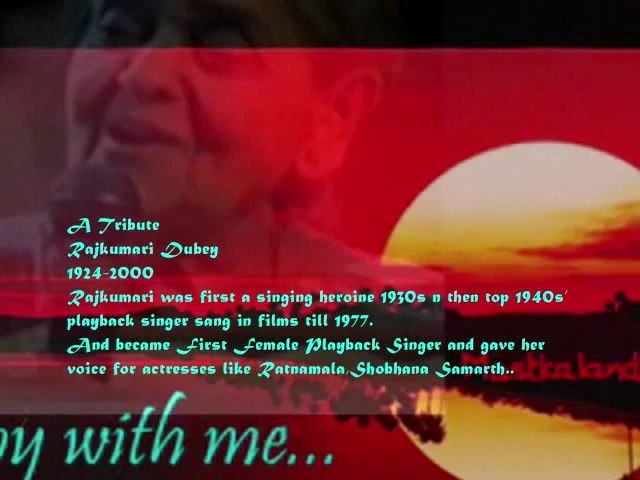 A Tribute
Rajkumari Dubey
1924-2000
Rajkumari was first a singing heroine 1930s n then top 1940s'
playback singer sang in films till 1977.
And became First Female Playback Singer and gave her
voice for actresses like Ratnamala,Shobhana Samarth..
with me...